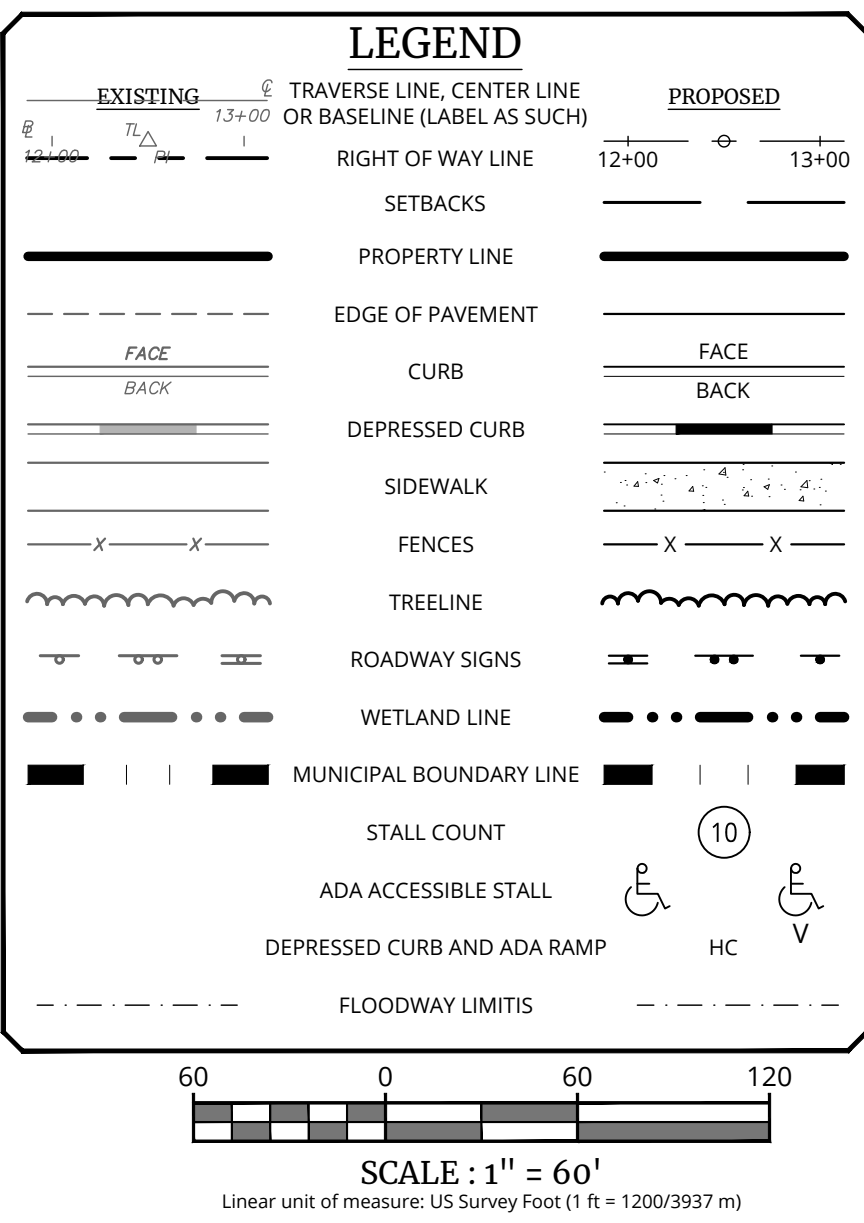 LEGEND
EXISTING
TRAVERSE LINE, CENTER LINE
OR BASELINE (LABEL AS SUCH)
PROPOSED
℄
13+00
TL
12+00
PI
RIGHT OF WAY LINE
12+00
13+00
SETBACKS
PROPERTY LINE
EDGE OF PAVEMENT
FACE
BACK
CURB
FACE
BACK
DEPRESSED CURB
SIDEWALK
X X
FENCES
X X
TREELINE
ROADWAY SIGNS
WETLAND LINE
MUNICIPAL BOUNDARY LINE
STALL COUNT
10
ADA ACCESSIBLE STALL
V
DEPRESSED CURB AND ADA RAMP
HC
FLOODWAY LIMITIS
60 0 60 120
SCALE : 1" = 60'
Linear unit of measure: US Survey Foot (1 ft = 1200/3937 m)